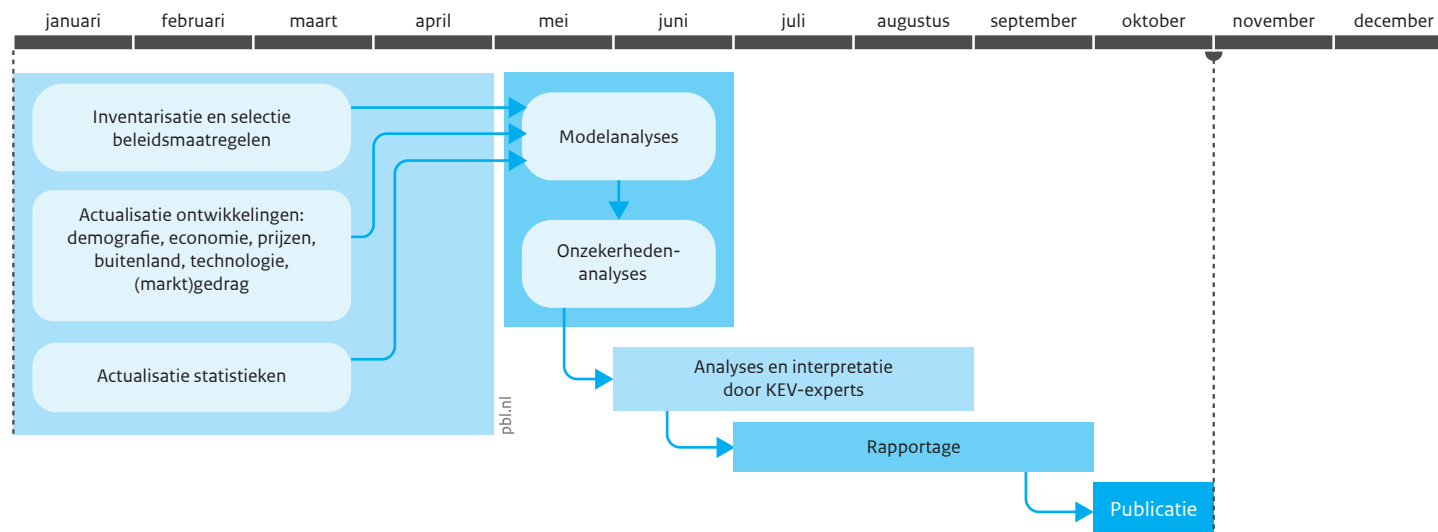 januari februari maart april mei juni juli augustus september oktober november december
Inventarisatie en selectie
beleidsmaatregelen
Actualisatie ontwikkelingen:
demografie, economie, prijzen,
buitenland, technologie,
(markt)gedrag
Actualisatie statistieken
pbl.nl
Modelanalyses
Onzekerheden-
analyses
Analyses en interpretatie
door KEV-experts
Rapportage
Publicatie